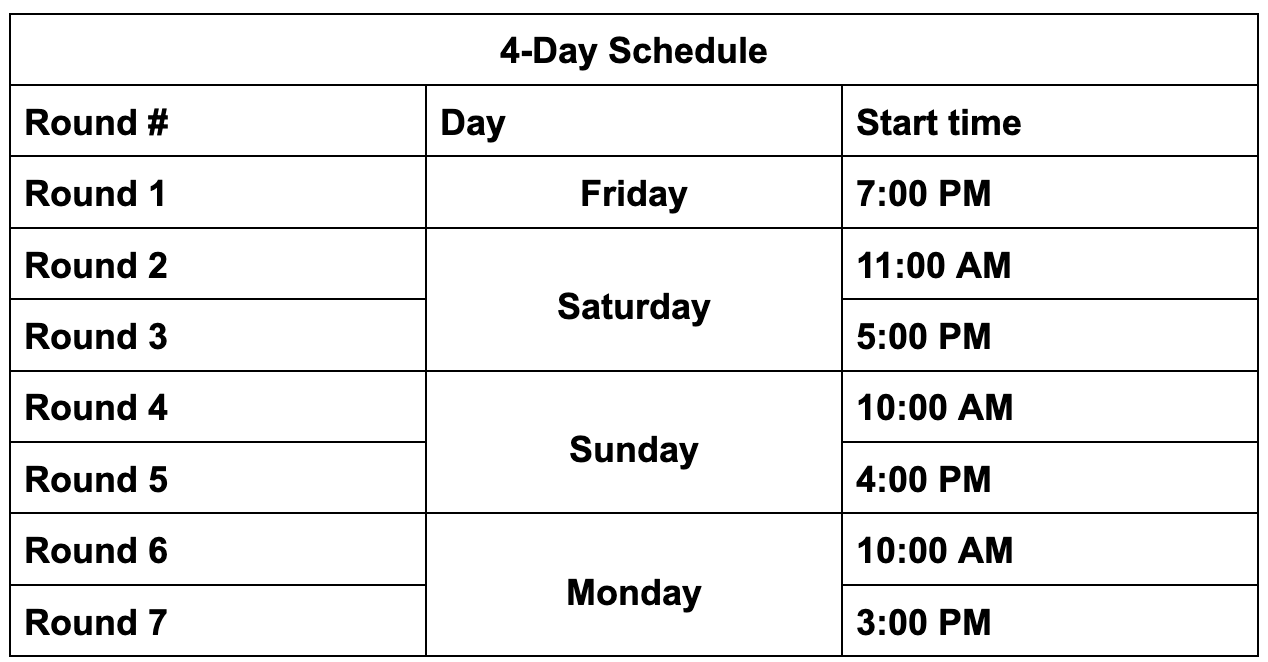 4-Day Schedule
Round # Day Start time
Round 1 Friday 7:00 PM
Round 2 Saturday 11:00 AM
Round 3 5:00 PM
Round 4 Sunday 10:00 AM
Round 5 4:00 PM
Round 6 Monday 10:00 AM
Round 7 3:00 PM